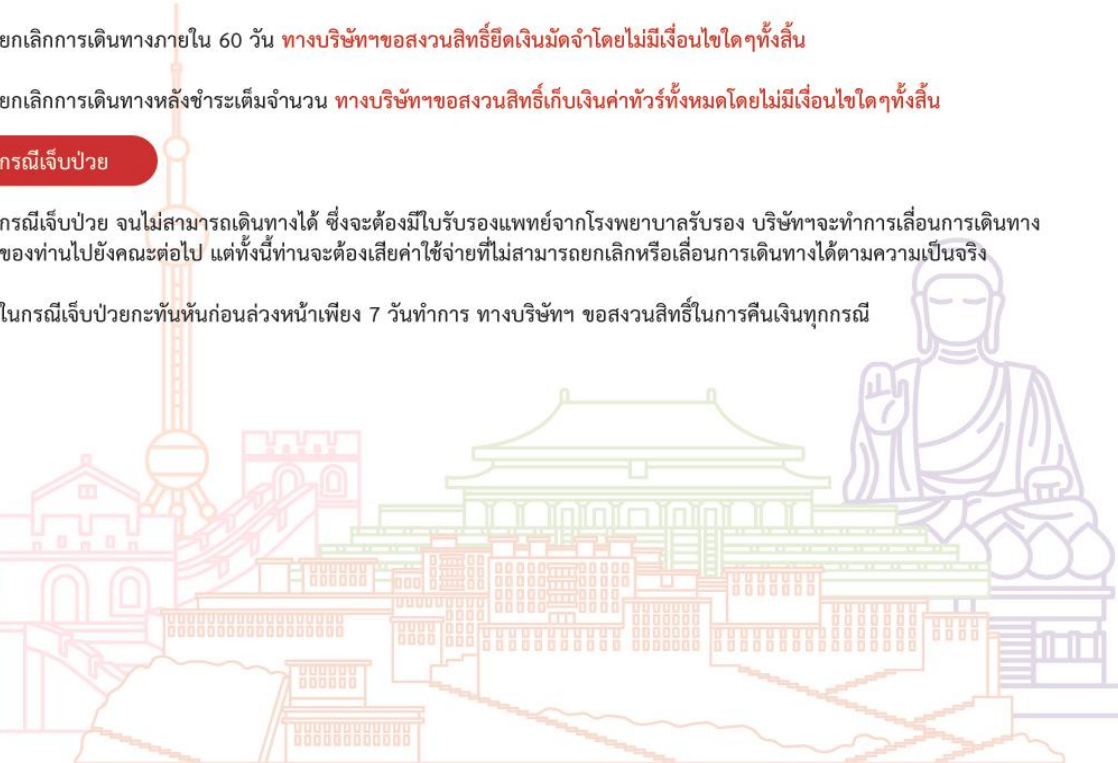 ยกเลิกการเดินทางภายใน 60 วัน ทางบริษัทฯขอสงวนสิทธิ์ยึดเงินมัดจำโดยไม่มีเงื่อนไขใดๆทั้งสิ้น
ยกเลิกการเดินทางหลังชำระเต็มจำนวน ทางบริษัทฯขอสงวนสิทธิ์เก็บเงินค่าทัวร์ทั้งหมดโดยไม่มีเงื่อนไขใดๆทั้งสิ้น
กรณีเจ็บป่วย
กรณีเจ็บป่วย จนไม่สามารถเดินทางได้ ซึ่งจะต้องมีใบรับรองแพทย์จากโรงพยาบาลรับรอง บริษัทฯจะทำการเลื่อนการเดินทาง
ของท่านไปยังคณะต่อไป แต่ทั้งนี้ท่านจะต้องเสียค่าใช้จ่ายที่ไม่สามารถยกเลิกหรือเลื่อนการเดินทางได้ตามความเป็นจริง
ในกรณีเจ็บป่วยกะทันหันก่อนล่วงหน้าเพียง 7 วันทำการ ทางบริษัทฯ ขอสงวนสิทธิ์ในการคืนเงินทุกกรณี